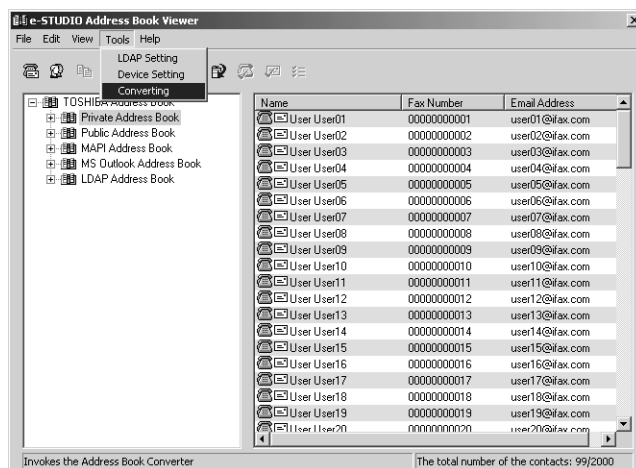 e-STUDIO Address Book Viewer
File Edit View Tools Help
LDAP Setting
Device Setting
Converting
TOSHIBA Address Book
Private Address Book
Public Address Book
MAPI Address Book
MS Outlook Address Book
LDAP Address Book
Name Fax Number Email Address
User User01 00000000001 user01@ifax.com
User User02 00000000002 user02@ifax.com
User User03 00000000003 user03@ifax.com
User User04 00000000004 user04@ifax.com
User User05 00000000005 user05@ifax.com
User User06 00000000006 user06@ifax.com
User User07 00000000007 user07@ifax.com
User User08 00000000008 user08@ifax.com
User User09 00000000009 user09@ifax.com
User User10 00000000010 user10@ifax.com
User User11 00000000011 user11@ifax.com
User User12 00000000012 user12@ifax.com
User User13 00000000013 user13@ifax.com
User User14 00000000014 user14@ifax.com
User User15 00000000015 user15@ifax.com
User User16 00000000016 user16@ifax.com
User User17 00000000017 user17@ifax.com
User User18 00000000018 user18@ifax.com
User User19 00000000019 user19@ifax.com
User User20 00000000020 user20@ifax.com
Invokes the Address Book Converter The total number of the contacts: 99/2000